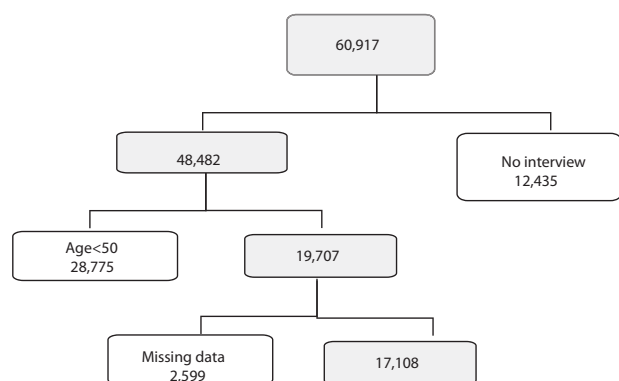 60,917
48,482
No interview
12,435
Age<50
28,775
19,707
Missing data
2,599
17,108